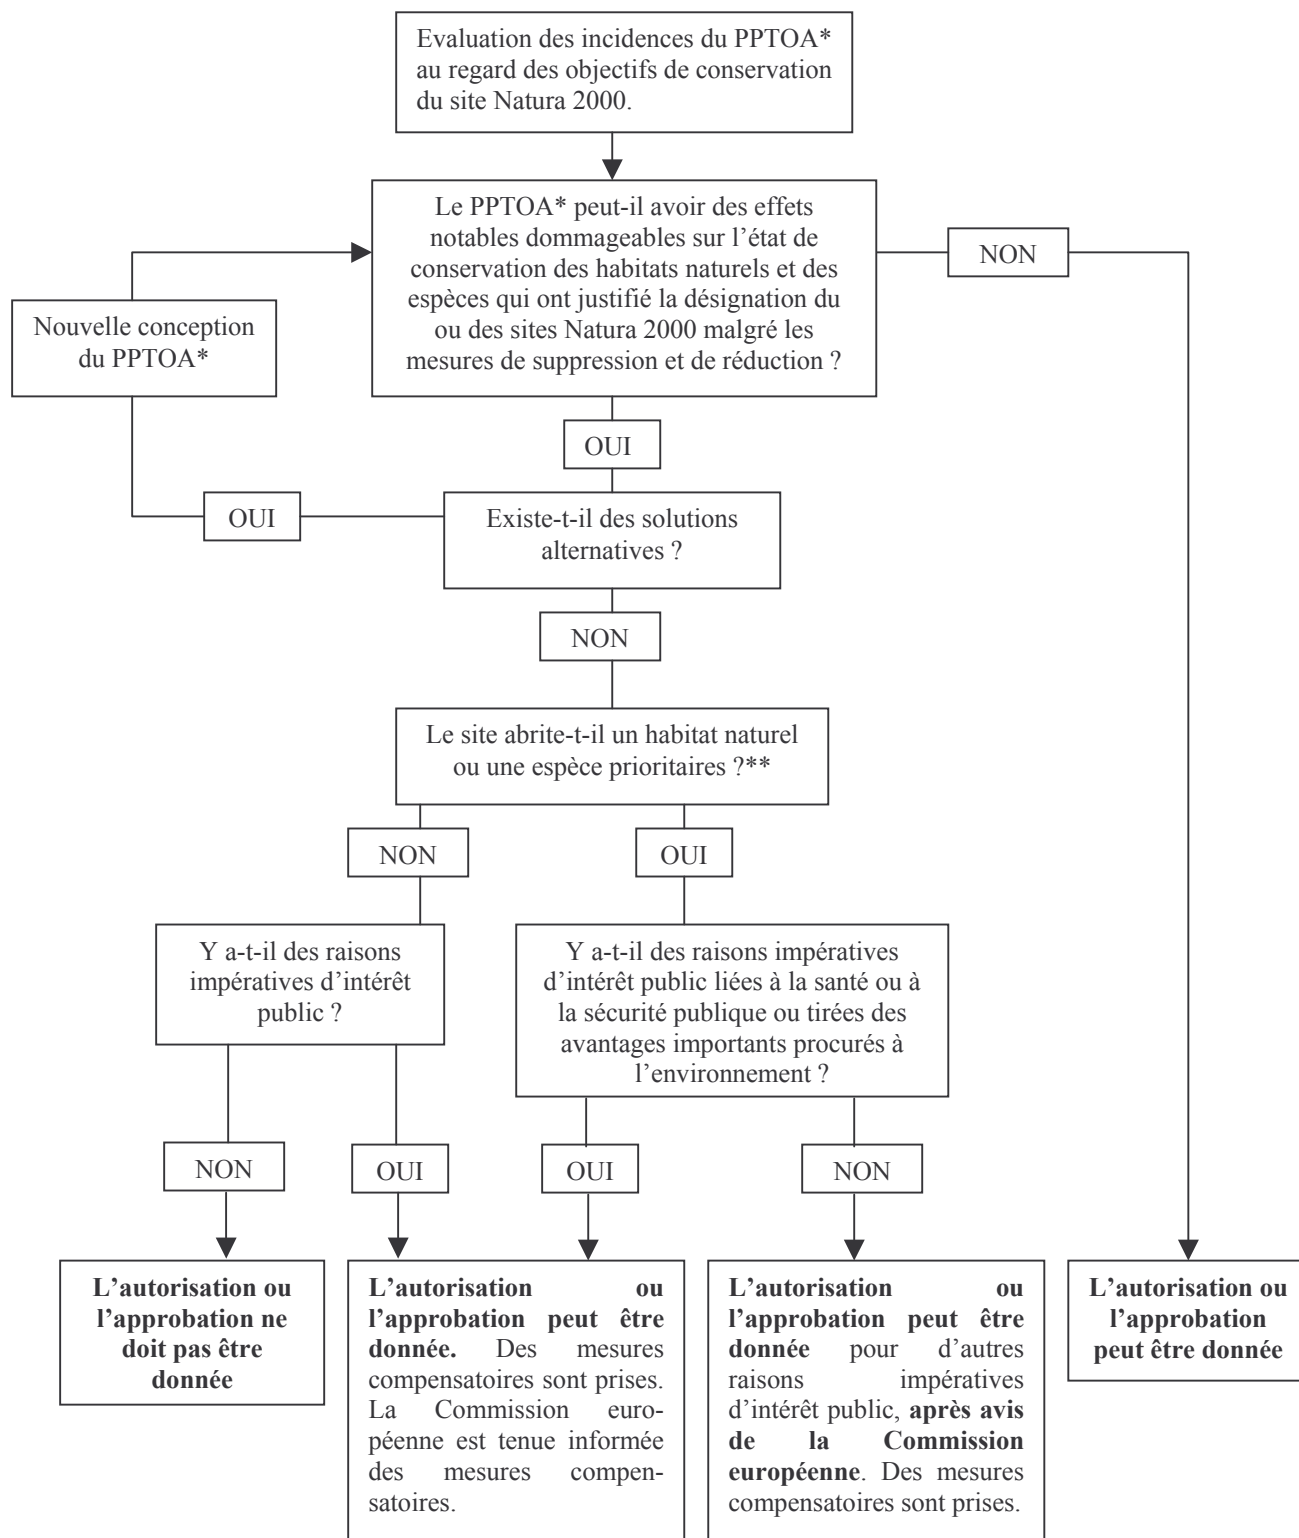 Evaluation des incidences du PPTOA*
au regard des objectifs de conservation
du site Natura 2000.
Le PPTOA* peut-il avoir des effets
notables dommageables sur l’état de
conservation des habitats naturels et des
espèces qui ont justifié la désignation du
ou des sites Natura 2000 malgré les
mesures de suppression et de réduction ?
NON
Nouvelle conception
du PPTOA*
OUI
OUI
Existe-t-il des solutions
alternatives ?
NON
Le site abrite-t-il un habitat naturel
ou une espèce prioritaires ?**
NON
OUI
Y a-t-il des raisons
impératives d’intérêt
public ?
Y a-t-il des raisons impératives
d’intérêt public liées à la santé ou à
la sécurité publique ou tirées des
avantages importants procurés à
l’environnement ?
NON
OUI
OUI
NON
L’autorisation ou
l’approbation ne
doit pas être
donnée
L’autorisation ou
l’approbation peut être
donnée. Des mesures
compensatoires sont prises.
La Commission euro-
péenne est tenue informée
des mesures compen-
satoires.
L’autorisation ou
l’approbation peut être
donnée pour d’autres
raisons impératives
d’intérêt public, après avis
de la Commission
européenne. Des mesures
compensatoires sont prises.
L’autorisation ou
l’approbation
peut être donnée